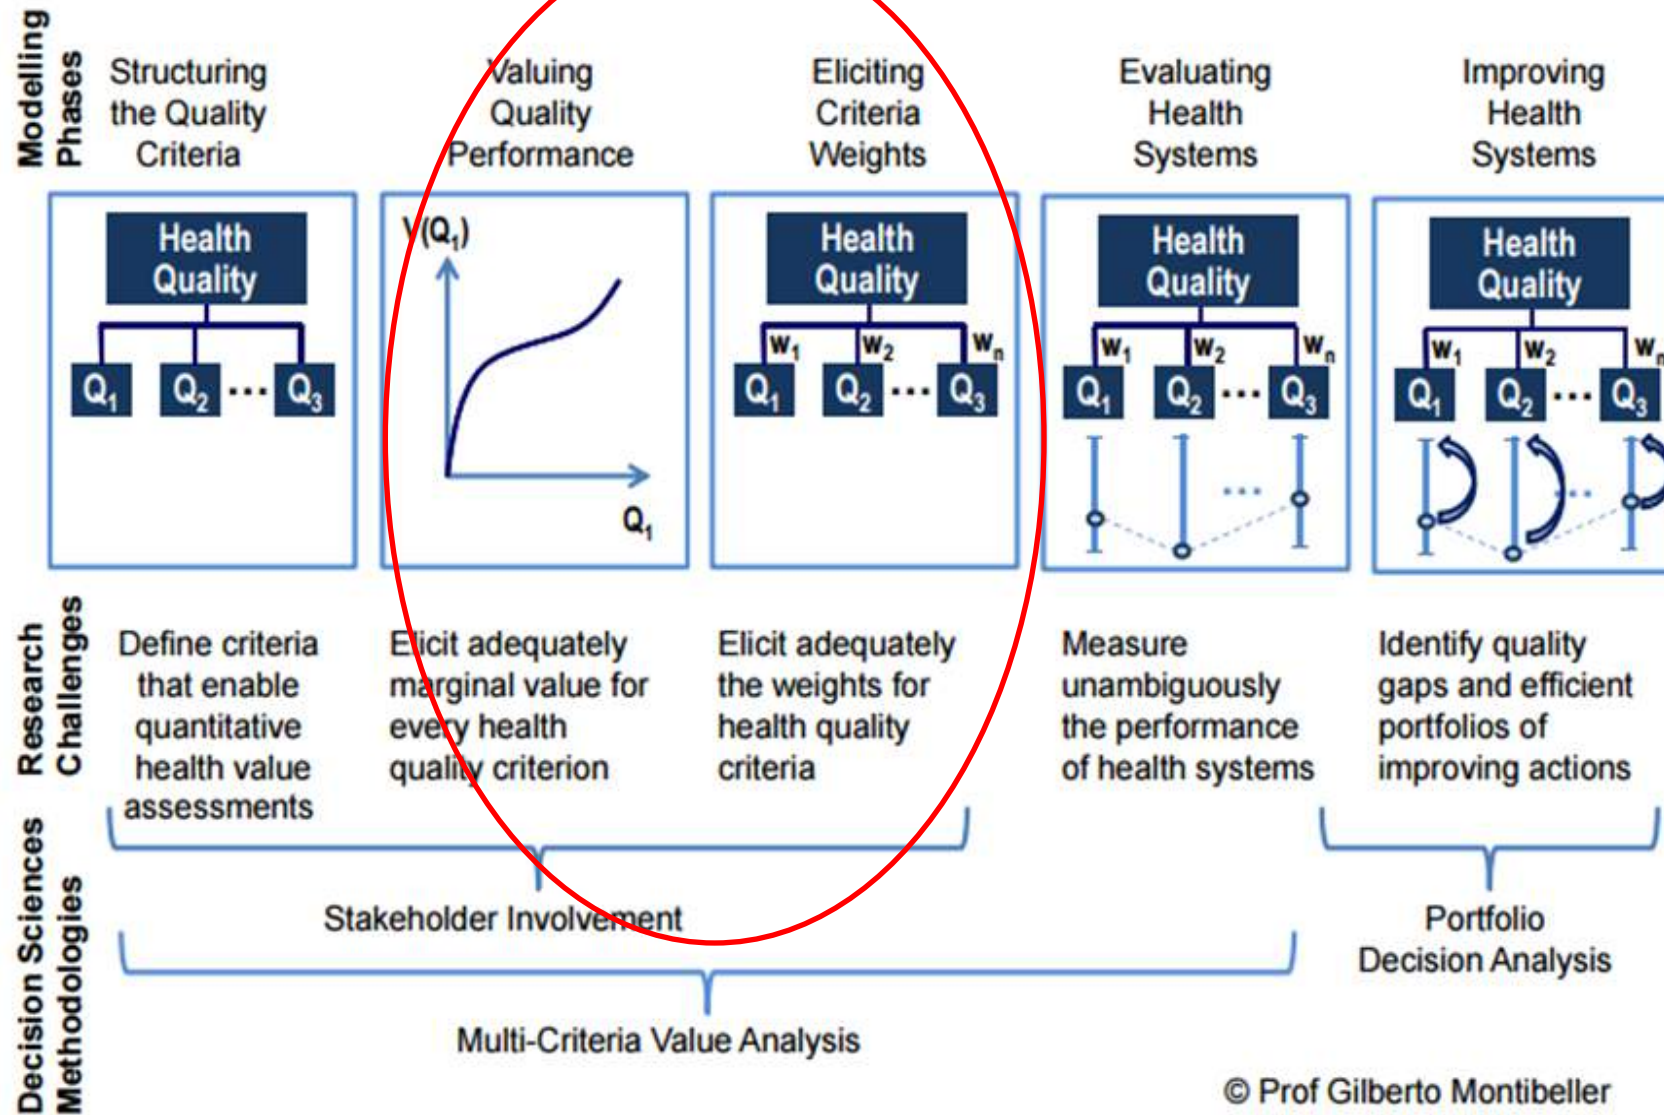 Modelling
Phases
Structuring
the Quality
Criteria
Valuing
Quality
Performance
Eliciting
Criteria
Weights
Evaluating
Health
Systems
Improving
Health
Systems
Health
Quality
Q1
Q2
...
Q3
V(Q1)
Q1
Health
Quality
w1
w2
wn
Q1
Q2
...
Q3
Health
Quality
w1
w2
wn
Q1
Q2
...
Q3
...
Health
Quality
w1
w2
wn
Q1
Q2
...
Q3
...
Research
Challenges
Define criteria
that enable
quantitative
health value
assessments
Elicit adequately
marginal value for
every health
quality criterion
Elicit adequately
the weights for
health quality
criteria
Measure
unambiguously
the performance
of health systems
Identify quality
gaps and efficient
portfolios of
improving actions
Decision Sciences
Methodologies
Stakeholder Involvement
Portfolio
Decision Analysis
Multi-Criteria Value Analysis
© Prof Gilberto Montibeller